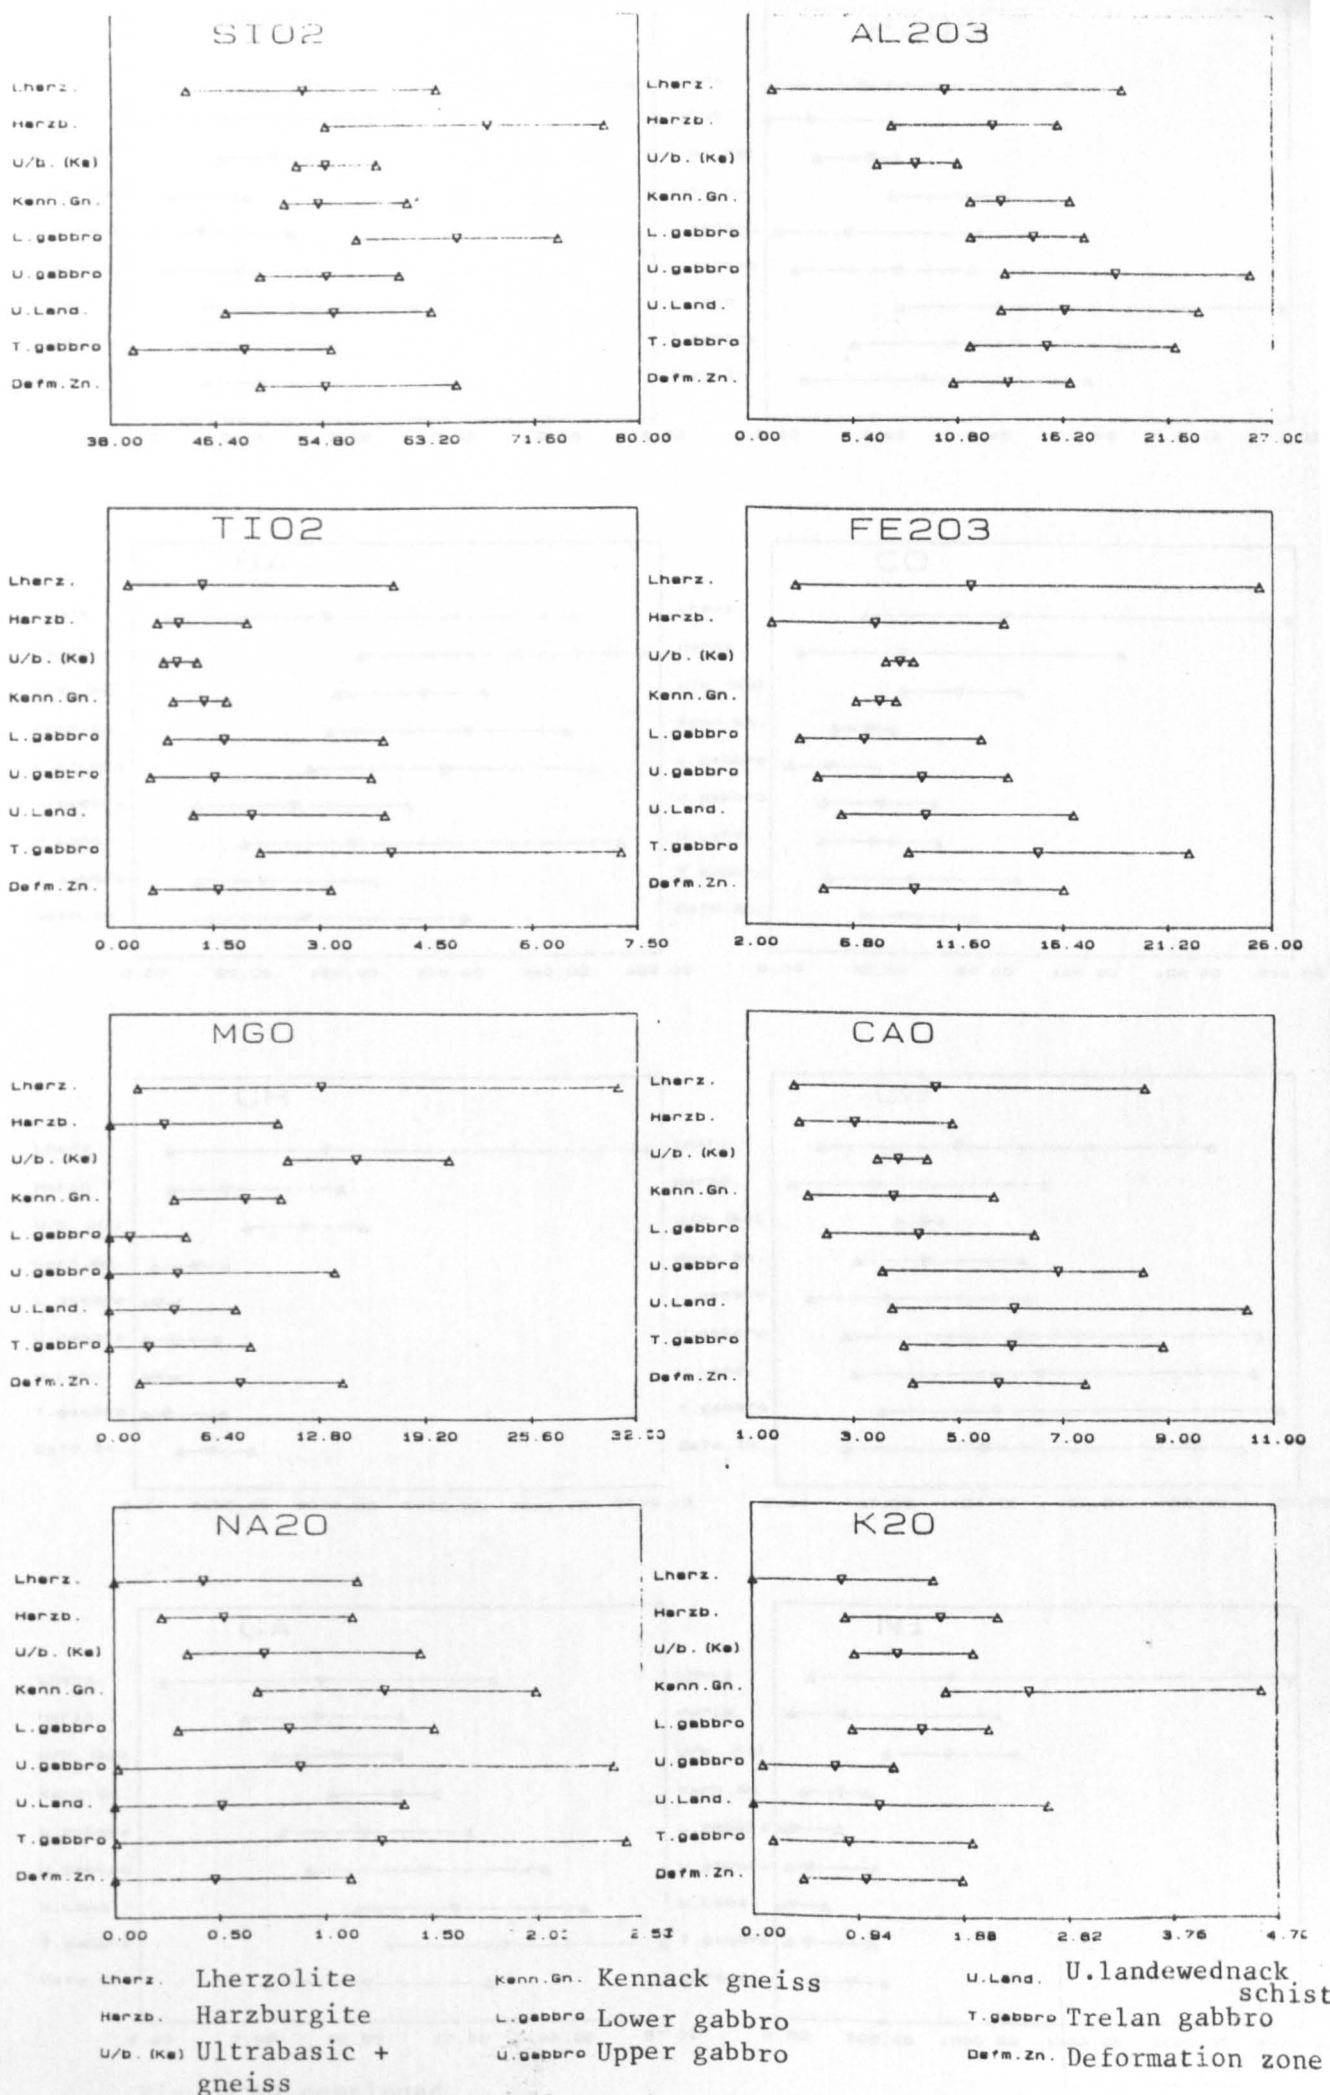 SIO2
Lherz.
Harzb.
U/b. (Ke)
Kenn.Gn.
L.gabbro
U.gabbro
U.Land.
T.gabbro
Defm.Zn.
38.00 46.40 54.80 63.20 71.60 80.00
AL2O3
Lherz.
Harzb.
U/b. (Ke)
Kenn.Gn.
L.gabbro
U.gabbro
U.Land.
T.gabbro
Defm.Zn.
0.00 5.40 10.80 16.20 21.60 27.00
TIO2
Lherz.
Harzb.
U/b. (Ke)
Kenn.Gn.
L.gabbro
U.gabbro
U.Land.
T.gabbro
Defm.Zn.
0.00 1.50 3.00 4.50 6.00 7.50
FE2O3
Lherz.
Harzb.
U/b. (Ke)
Kenn.Gn.
L.gabbro
U.gabbro
U.Land.
T.gabbro
Defm.Zn.
2.00 6.80 11.60 16.40 21.20 26.00
MGO
Lherz.
Harzb.
U/b. (Ke)
Kenn.Gn.
L.gabbro
U.gabbro
U.Land.
T.gabbro
Defm.Zn.
0.00 6.40 12.80 19.20 25.60 32.00
CAO
Lherz.
Harzb.
U/b. (Ke)
Kenn.Gn.
L.gabbro
U.gabbro
U.Land.
T.gabbro
Defm.Zn.
1.00 3.00 5.00 7.00 9.00 11.00
NA2O
Lherz.
Harzb.
U/b. (Ke)
Kenn.Gn.
L.gabbro
U.gabbro
U.Land.
T.gabbro
Defm.Zn.
0.00 0.50 1.00 1.50 2.01
K2O
Lherz.
Harzb.
U/b. (Ke)
Kenn.Gn.
L.gabbro
U.gabbro
U.Land.
T.gabbro
Defm.Zn.
0.00 0.94 1.88 2.82 3.76 4.70
Lherz. Lherzolite
Harzb. Harzburgite
U/b. (Ke) Ultrabasic +
gneiss
Kenn.Gn. Kennack gneiss
L.gabbro Lower gabbro
U.gabbro Upper gabbro
U.Land. U.landewednack
schist
T.gabbro Trelan gabbro
Defm.Zn. Deformation zone